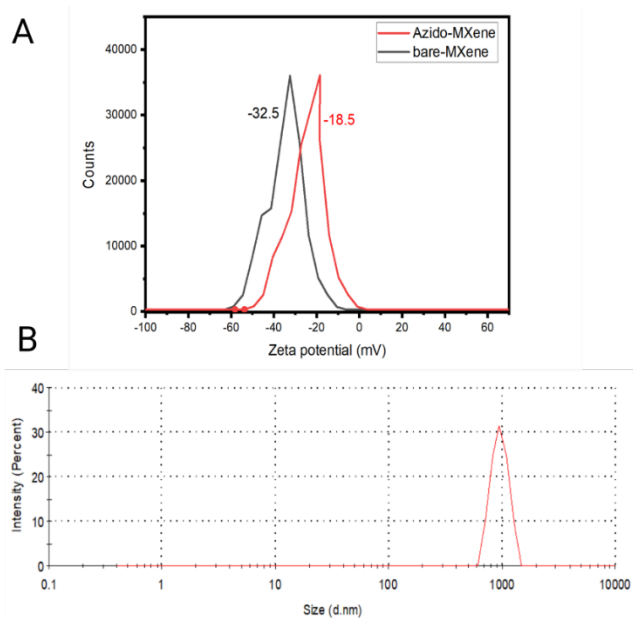 A
Azido-MXene
bare-MXene
-32.5
-18.5
Counts
40000
30000
20000
10000
0
-100 -80 -60 -40 -20 0 20 40 60
Zeta potential (mV)
B
Intensity (Percent)
40
30
20
10
0
0.1 1 10 100 1000 10000
Size (d.nm)